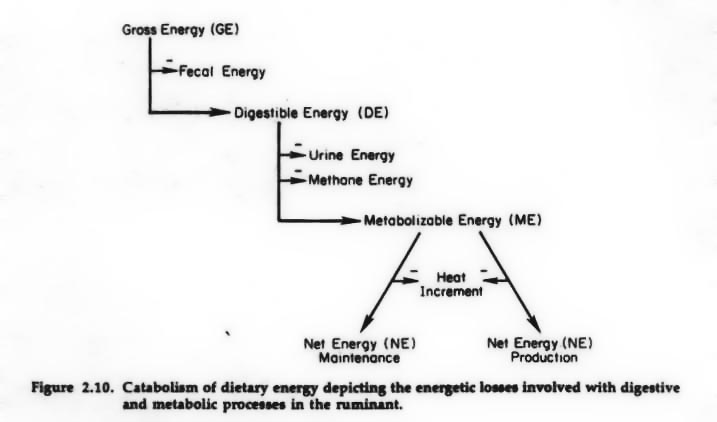 Gross Energy (GE)
Fecal Energy
Digestible Energy (DE)
Urine Energy
Methane Energy
Metabolizable Energy (ME)
Heat
Increment
Net Energy (NE)
Maintenance
Net Energy (NE)
Production
Figure 2.10. Catabolism of dietary energy depicting the energetic losses involved with digestive
and metabolic processes in the ruminant.